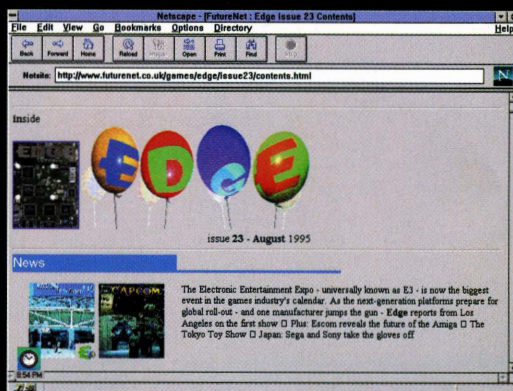 Netscape - [FutureNet : Edge Issue 23 Contents]
File Edit View Go Bookmarks Options Directory Help
Back Forward Home Reload Images Open Print Find Stop
Netsite: http://www.futurenet.co.uk/games/edge/issue23/contents.html
N
Inside
EDGE
EDGE
issue 23 - August 1995
News
CAPCOM
The Electronic Entertainment Expo - universally known as E3 - is now the biggest
event in the games industry's calendar. As the next-generation platforms prepare for
global roll-out - and one manufacturer jumps the gun - Edge reports from Los
Angeles on the first show □ Plus: Escom reveals the future of the Amiga □ The
Tokyo Toy Show □ Japan: Sega and Sony take the gloves off
8:54 PM